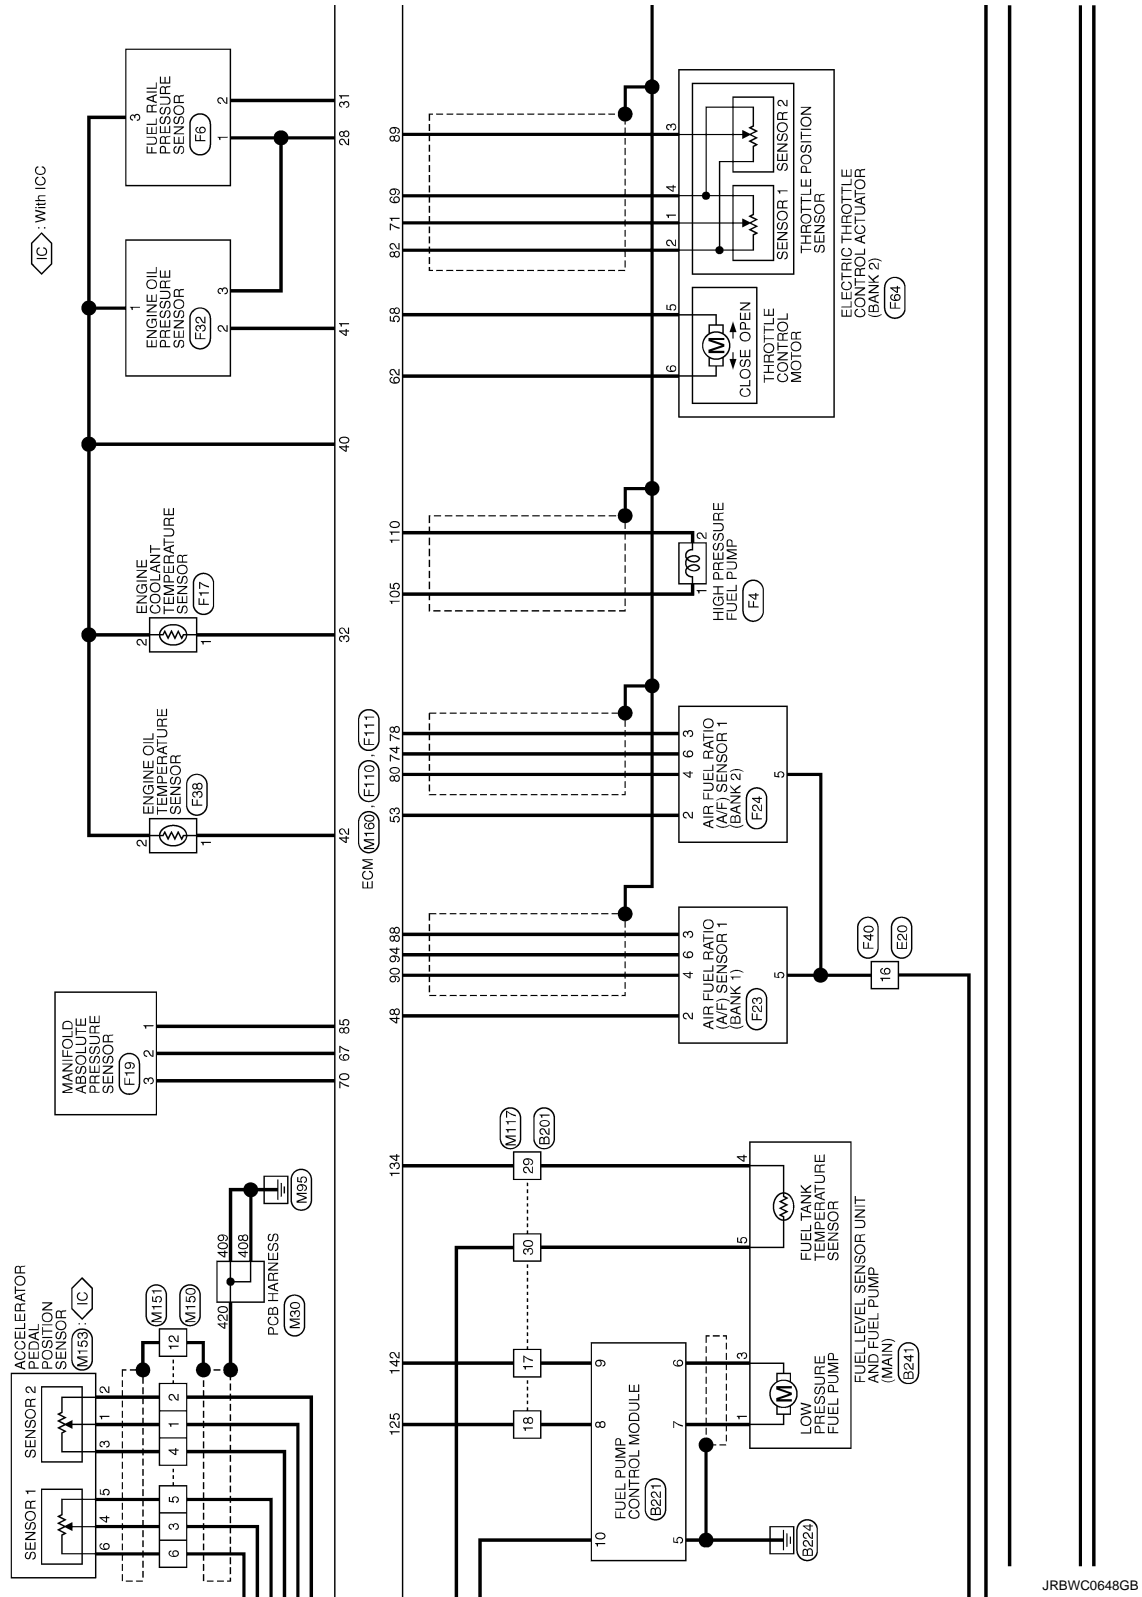 IC : With ICC
3
FUEL RAIL
PRESSURE
SENSOR
F6
2
1
31
28
1
ENGINE OIL
PRESSURE
SENSOR
F32
3
2
41
40
ENGINE
COOLANT
TEMPERATURE
SENSOR
F17
2
1
32
ENGINE OIL
TEMPERATURE
SENSOR
F38
2
1
42
MANIFOLD
ABSOLUTE
PRESSURE
SENSOR
F19
1
2
3
85
67
70
ACCELERATOR
PEDAL
POSITION
SENSOR
M153 : IC
SENSOR 2
SENSOR 1
2
1
3
5
4
6
2
1
4
5
3
6
12
M151
M150
420
409
408
PCB HARNESS
M30
M95
ECM M160 , F110 , F111
89
69
71
82
58
62
3
4
1
2
5
6
SENSOR 2
SENSOR 1
THROTTLE POSITION
SENSOR
M
CLOSE OPEN
THROTTLE
CONTROL
MOTOR
ELECTRIC THROTTLE
CONTROL ACTUATOR
(BANK 2)
F64
110
105
2
1
HIGH PRESSURE
FUEL PUMP
F4
78
74
80
53
3
6
4
2
AIR FUEL RATIO
(A/F) SENSOR 1
(BANK 2)
F24
5
88
94
90
48
3
6
4
2
AIR FUEL RATIO
(A/F) SENSOR 1
(BANK 1)
F23
5
16
F40
E20
134
142
125
29
30
17
18
M117
B201
4
5
FUEL TANK
TEMPERATURE
SENSOR
3
1
M
LOW
PRESSURE
FUEL PUMP
FUEL LEVEL SENSOR UNIT
AND FUEL PUMP
(MAIN)
B241
9
8
10
6
7
5
FUEL PUMP
CONTROL MODULE
B221
B224
JRBWC0648GB